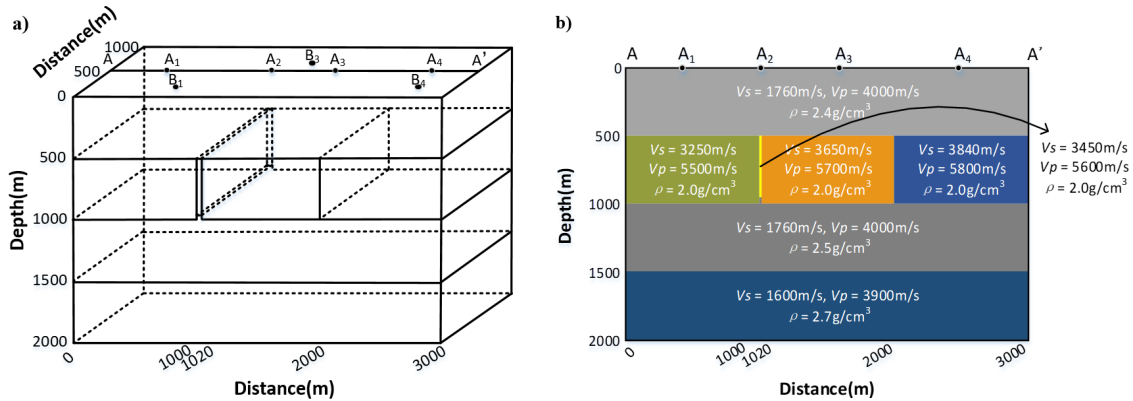 a)
Distance(m)
1000
500
0
A
A1
A2
A3
A4
A'
B1
B3
B4
500
1000
1500
2000
Depth(m)
0
1000
1020
2000
3000
Distance(m)
b)
A
A1
A2
A3
A4
A'
0
500
1000
1500
2000
Depth(m)
Vs = 1760m/s, Vp = 4000m/s
ρ = 2.4g/cm³
Vs = 3250m/s
Vp = 5500m/s
ρ = 2.0g/cm³
Vs = 3650m/s
Vp = 5700m/s
ρ = 2.0g/cm³
Vs = 3840m/s
Vp = 5800m/s
ρ = 2.0g/cm³
Vs = 3450m/s
Vp = 5600m/s
ρ = 2.0g/cm³
Vs = 1760m/s, Vp = 4000m/s
ρ = 2.5g/cm³
Vs = 1600m/s, Vp = 3900m/s
ρ = 2.7g/cm³
0
1000
1020
2000
3000
Distance(m)